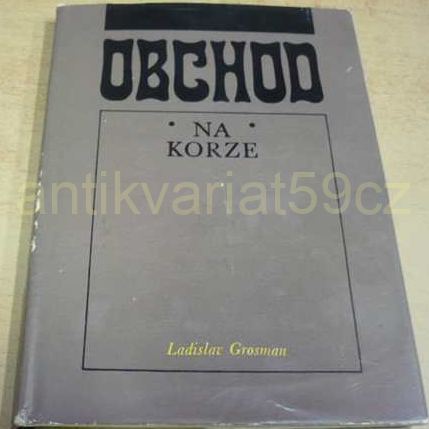 OBCHOD
• NA •
KORZE
antikvariat59cz
Ladislav Grosman